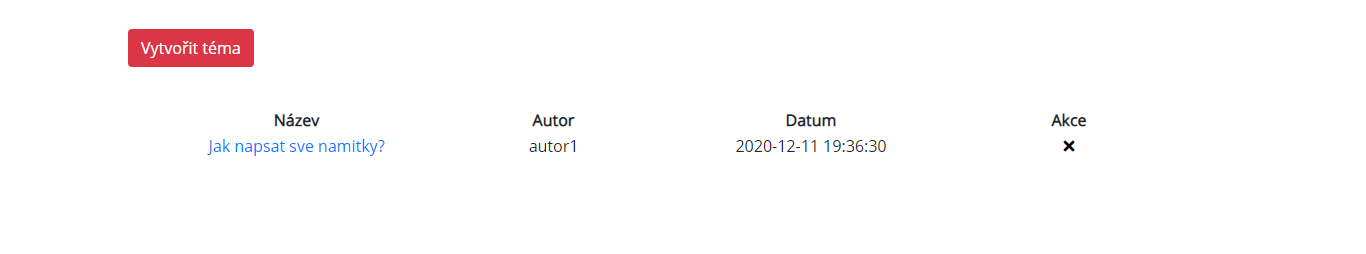 Vytvořit téma
Název Autor Datum Akce
Jak napsat sve namitky? autor1 2020-12-11 19:36:30